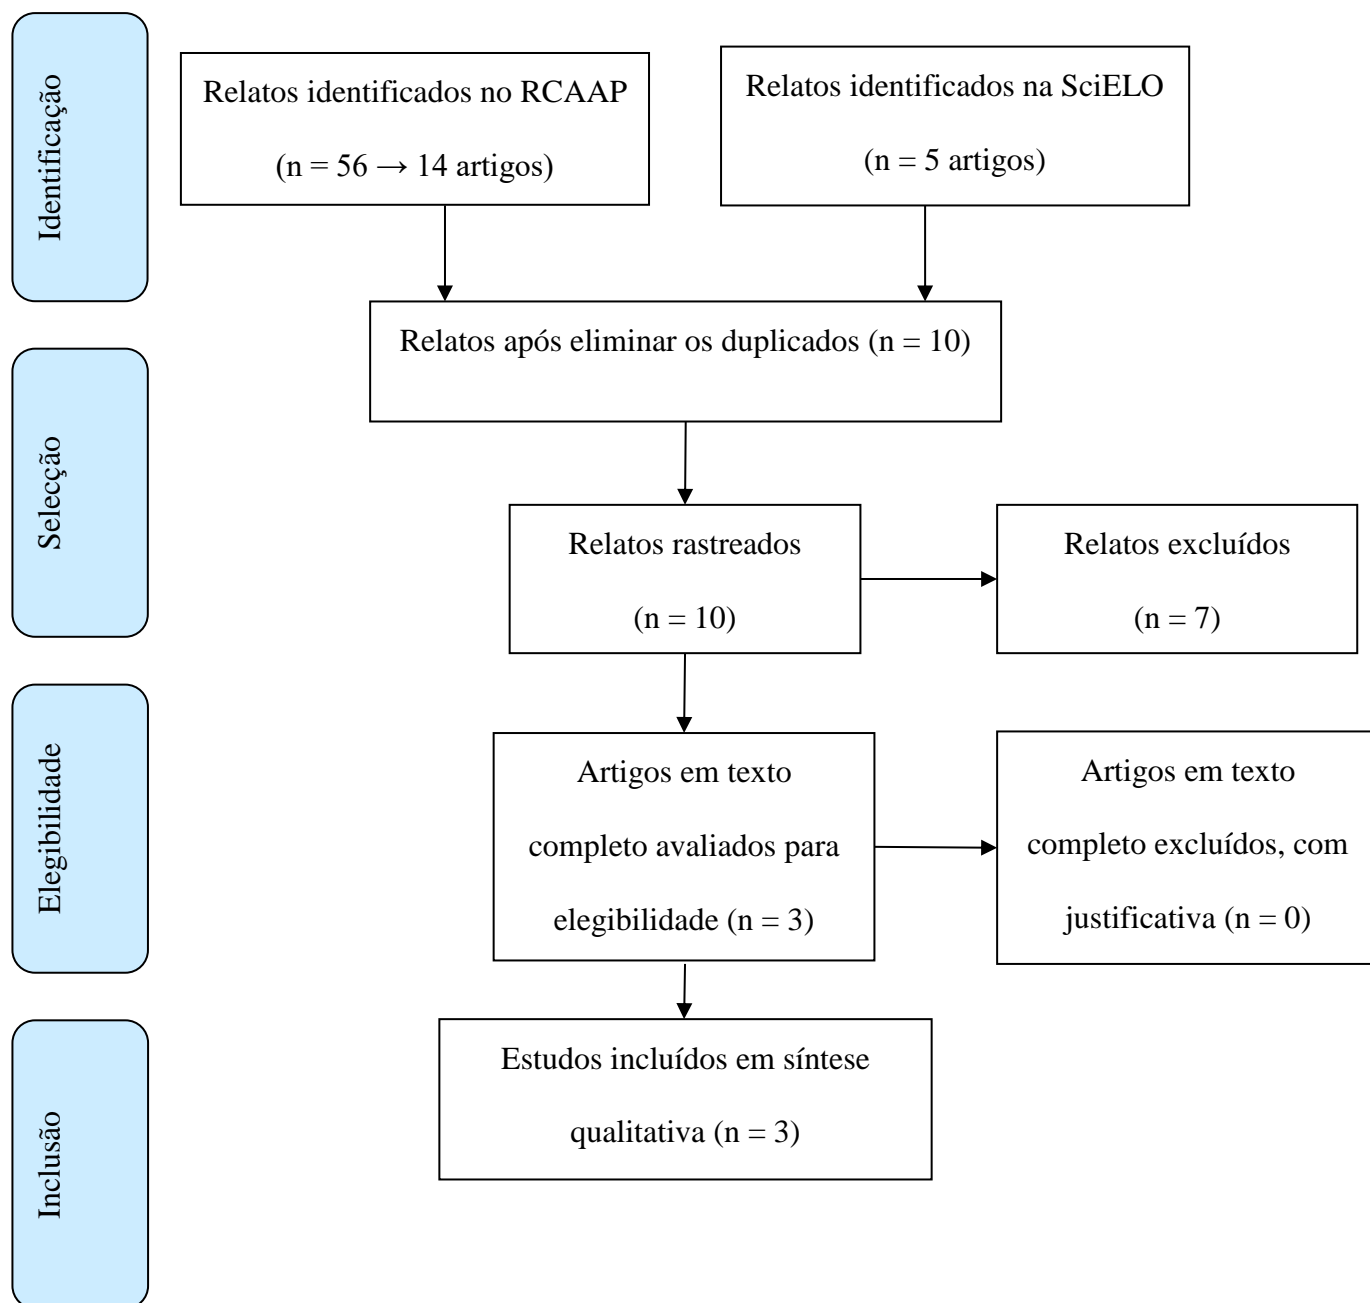 Identificação
Relatos identificados no RCAAP
(n = 56 → 14 artigos)
Relatos identificados na SciELO
(n = 5 artigos)
Relatos após eliminar os duplicados (n = 10)
Selecção
Relatos rastreados
(n = 10)
Relatos excluídos
(n = 7)
Elegibilidade
Artigos em texto
completo avaliados para
elegibilidade (n = 3)
Artigos em texto
completo excluídos, com
justificativa (n = 0)
Inclusão
Estudos incluídos em síntese
qualitativa (n = 3)